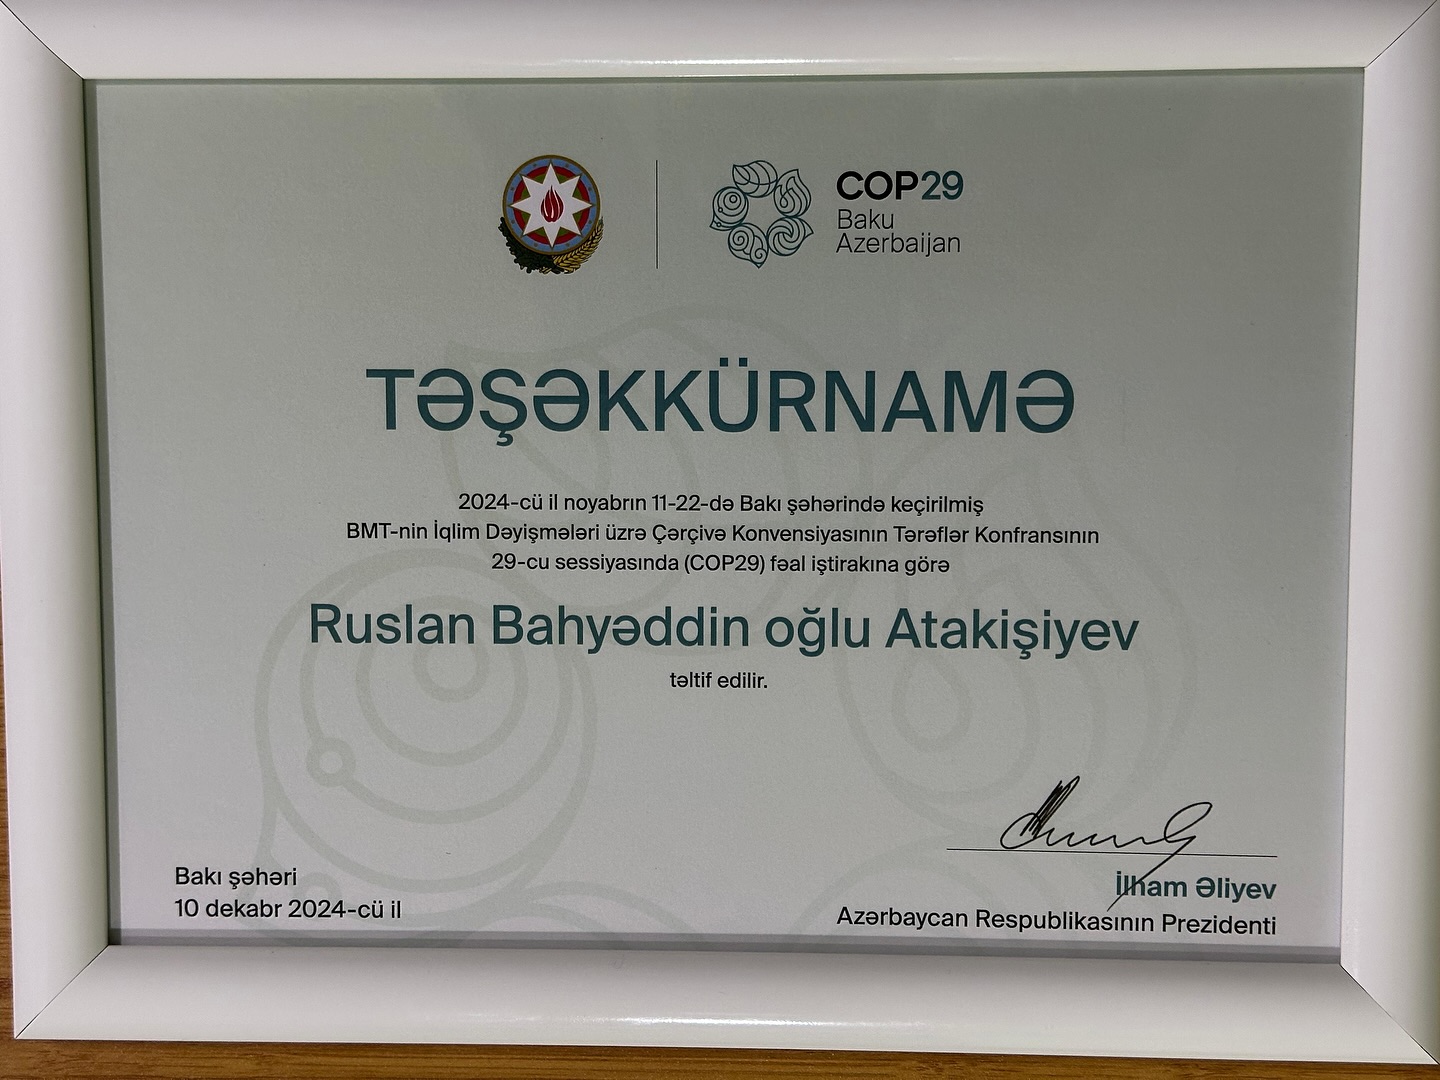 COP29
Baku
Azerbaijan
TƏŞƏKKÜRNAMƏ
2024-cü il noyabrın 11-22-də Bakı şəhərində keçirilmiş
BMT-nin İqlim Dəyişmələri üzrə Çərçivə Konvensiyasının Tərəflər Konfransının
29-cu sessiyasında (COP29) fəal iştirakına görə
Ruslan Bahyəddin oğlu Atakişiyev
təltif edilir.
Bakı şəhəri
10 dekabr 2024-cü il
İlham Əliyev
Azərbaycan Respublikasının Prezidenti